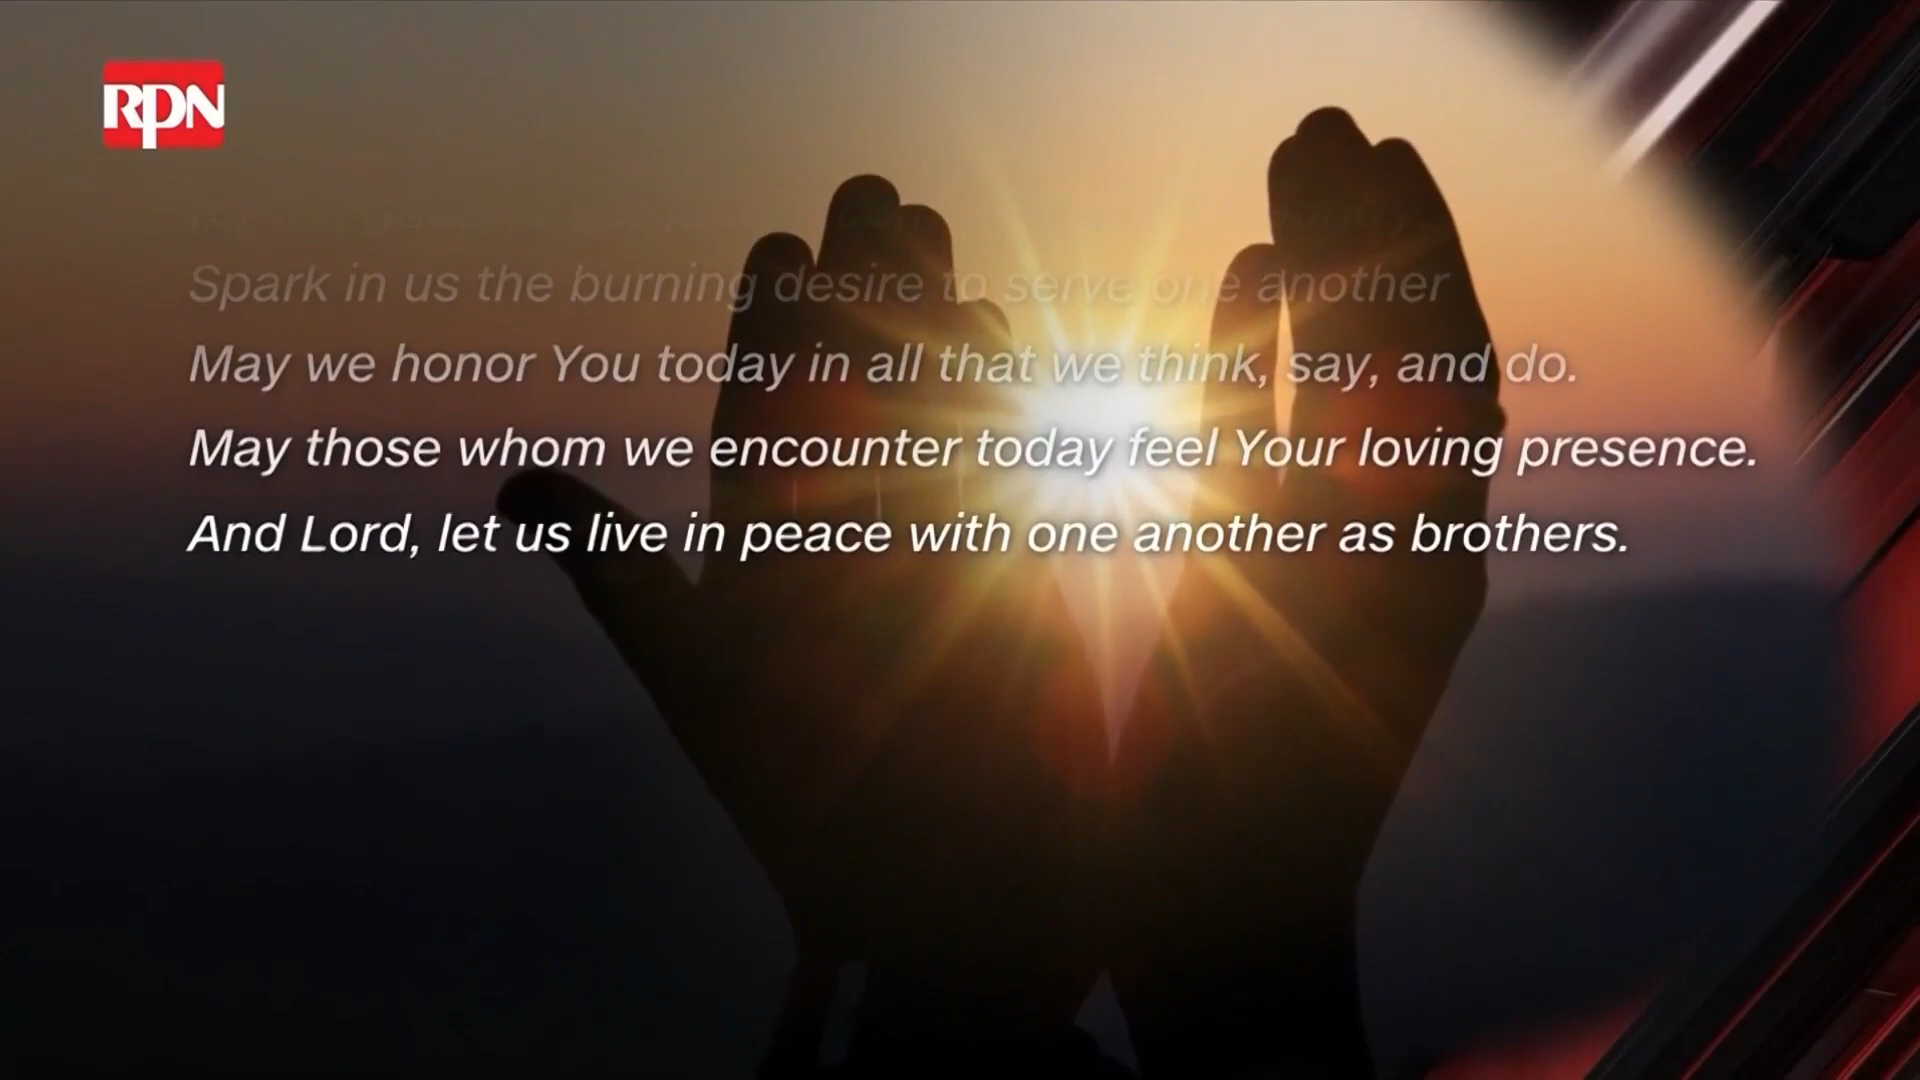 RPN
Spark in us the burning desire to serve one another
May we honor You today in all that we think, say, and do.
May those whom we encounter today feel Your loving presence.
And Lord, let us live in peace with one another as brothers.